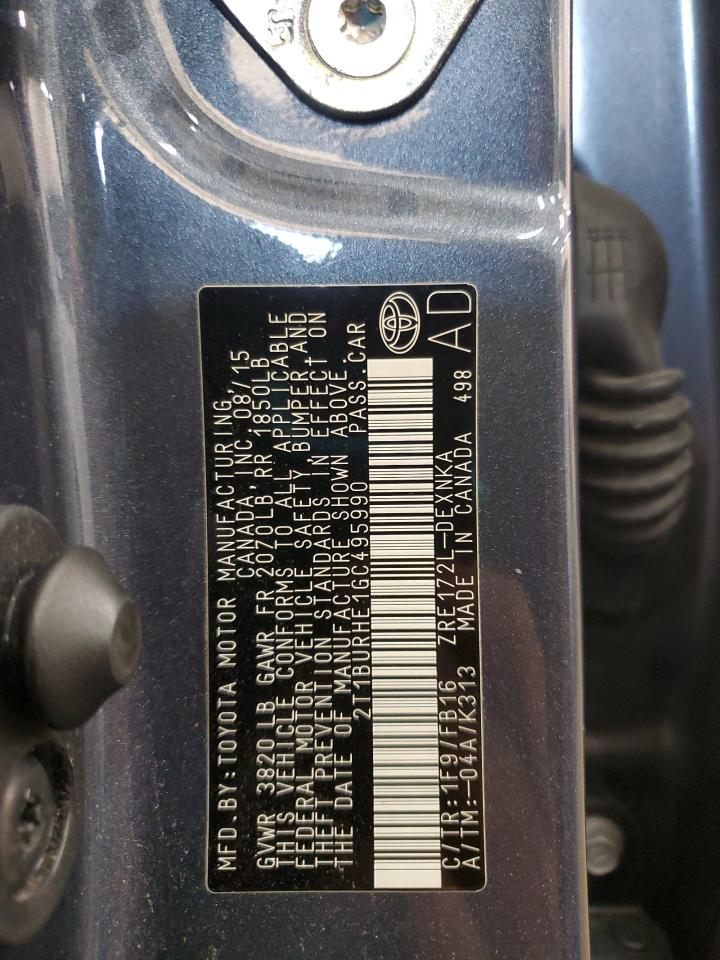 MFD.BY:TOYOTA MOTOR MANUFACTURING
CANADA, INC. 08/15
GVWR 3820 LB GAWR FR 2070LB RR 1850LB
THIS VEHICLE CONFORMS TO ALL APPLICABLE
FEDERAL MOTOR VEHICLE SAFETY, BUMPER, AND
THEFT PREVENTION STANDARDS IN EFFECT ON
THE DATE OF MANUFACTURE SHOWN ABOVE.
2T1BURHE1GC495990 PASS.CAR
C/TR:1F9/FB16 ZRE172L-DEXNKA
A/TM:-04A/K313 MADE IN CANADA 498
AD